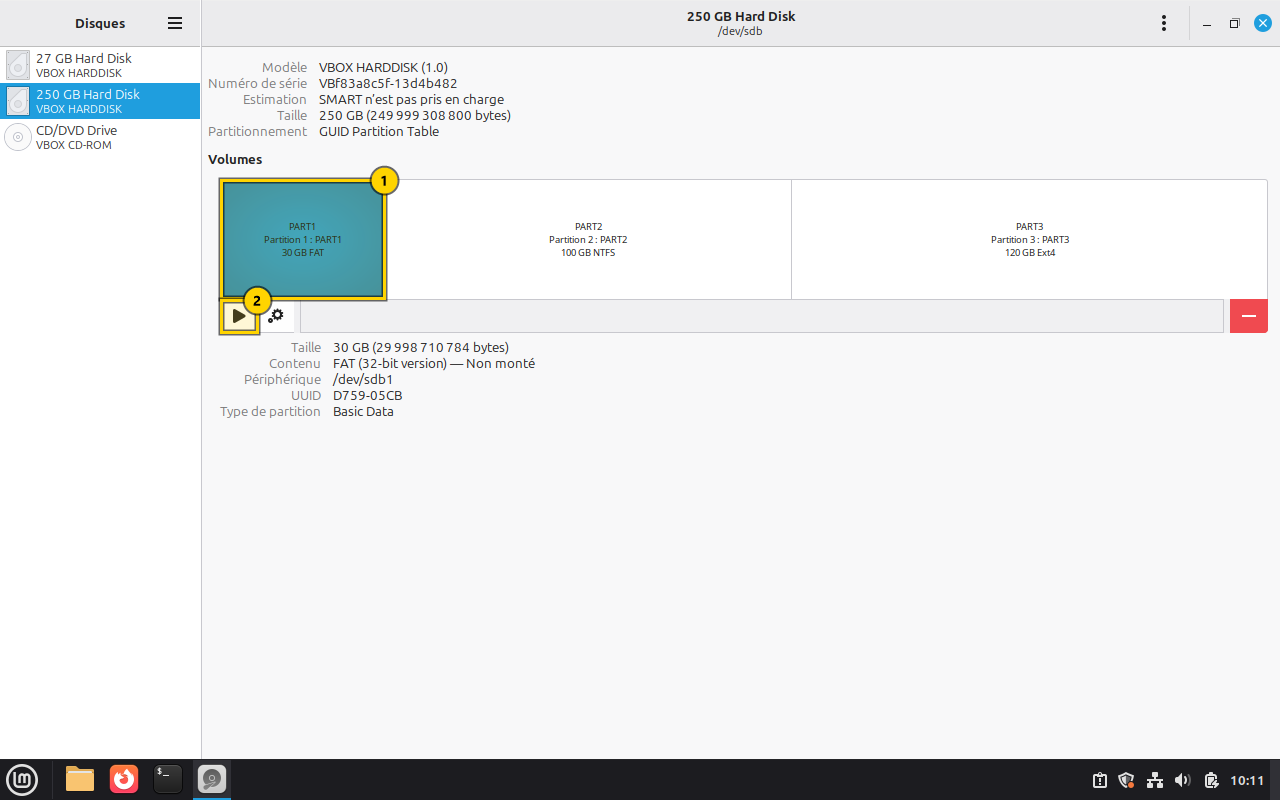 Disques
250 GB Hard Disk
/dev/sdb
27 GB Hard Disk
VBOX HARDDISK
250 GB Hard Disk
VBOX HARDDISK
CD/DVD Drive
VBOX CD-ROM
Modèle VBOX HARDDISK (1.0)
Numéro de série VBf83a8c5f-13d4b482
Estimation SMART n’est pas pris en charge
Taille 250 GB (249 999 308 800 bytes)
Partitionnement GUID Partition Table
Volumes
1
PART1
Partition 1 : PART1
30 GB FAT
PART2
Partition 2 : PART2
100 GB NTFS
PART3
Partition 3 : PART3
120 GB Ext4
2
Taille 30 GB (29 998 710 784 bytes)
Contenu FAT (32-bit version) — Non monté
Périphérique /dev/sdb1
UUID D759-05CB
Type de partition Basic Data
lm
$_
10:11